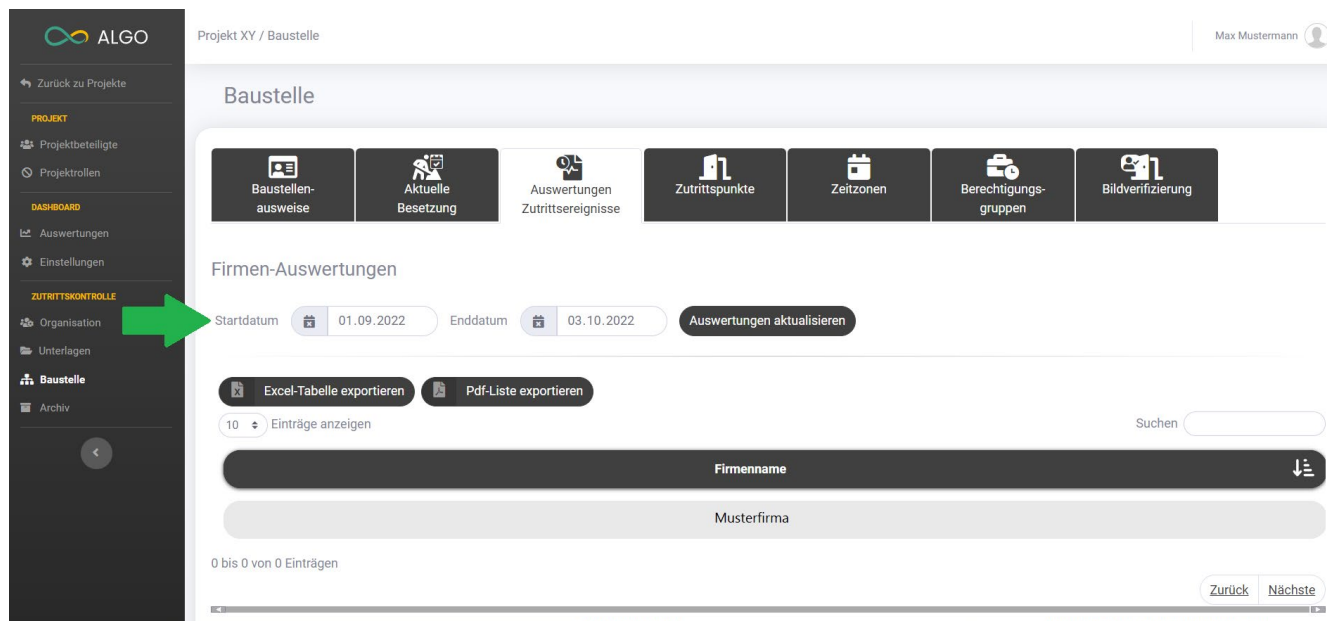 ALGO
Projekt XY / Baustelle
Max Mustermann
Zurück zu Projekte
PROJEKT
Projektbeteiligte
Projektrollen
DASHBOARD
Auswertungen
Einstellungen
ZUTRITTSKONTROLLE
Organisation
Unterlagen
Baustelle
Archiv
Baustelle
Baustellen-
ausweise
Aktuelle
Besetzung
Auswertungen
Zutrittsereignisse
Zutrittspunkte
Zeitzonen
Berechtigungs-
gruppen
Bildverifizierung
Firmen-Auswertungen
Startdatum 01.09.2022 Enddatum 03.10.2022 Auswertungen aktualisieren
Excel-Tabelle exportieren Pdf-Liste exportieren
10 Einträge anzeigen Suchen
Firmenname
Musterfirma
0 bis 0 von 0 Einträgen
Zurück Nächste